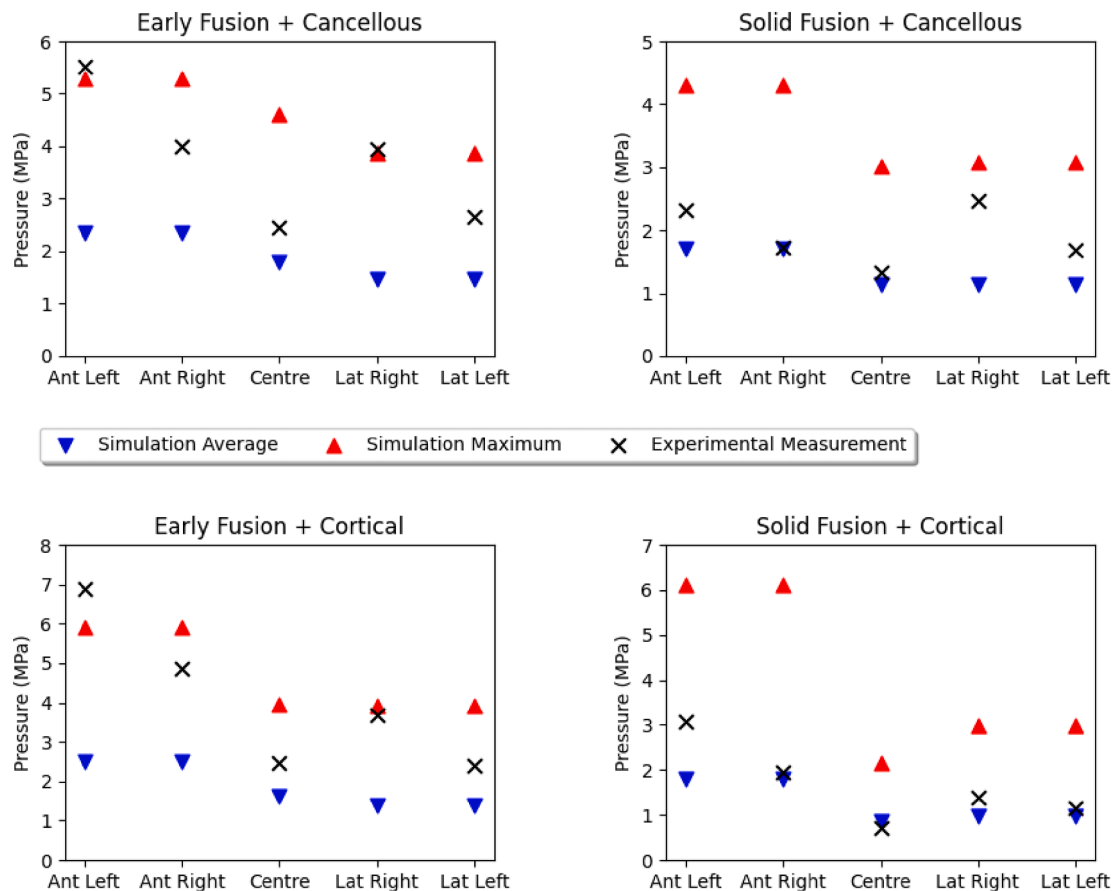 Early Fusion + Cancellous
Pressure (MPa)
6
5
4
3
2
1
0
Ant Left Ant Right Centre Lat Right Lat Left
Solid Fusion + Cancellous
Pressure (MPa)
5
4
3
2
1
0
Ant Left Ant Right Centre Lat Right Lat Left
Simulation Average Simulation Maximum Experimental Measurement
Early Fusion + Cortical
Pressure (MPa)
8
7
6
5
4
3
2
1
0
Ant Left Ant Right Centre Lat Right Lat Left
Solid Fusion + Cortical
Pressure (MPa)
7
6
5
4
3
2
1
0
Ant Left Ant Right Centre Lat Right Lat Left